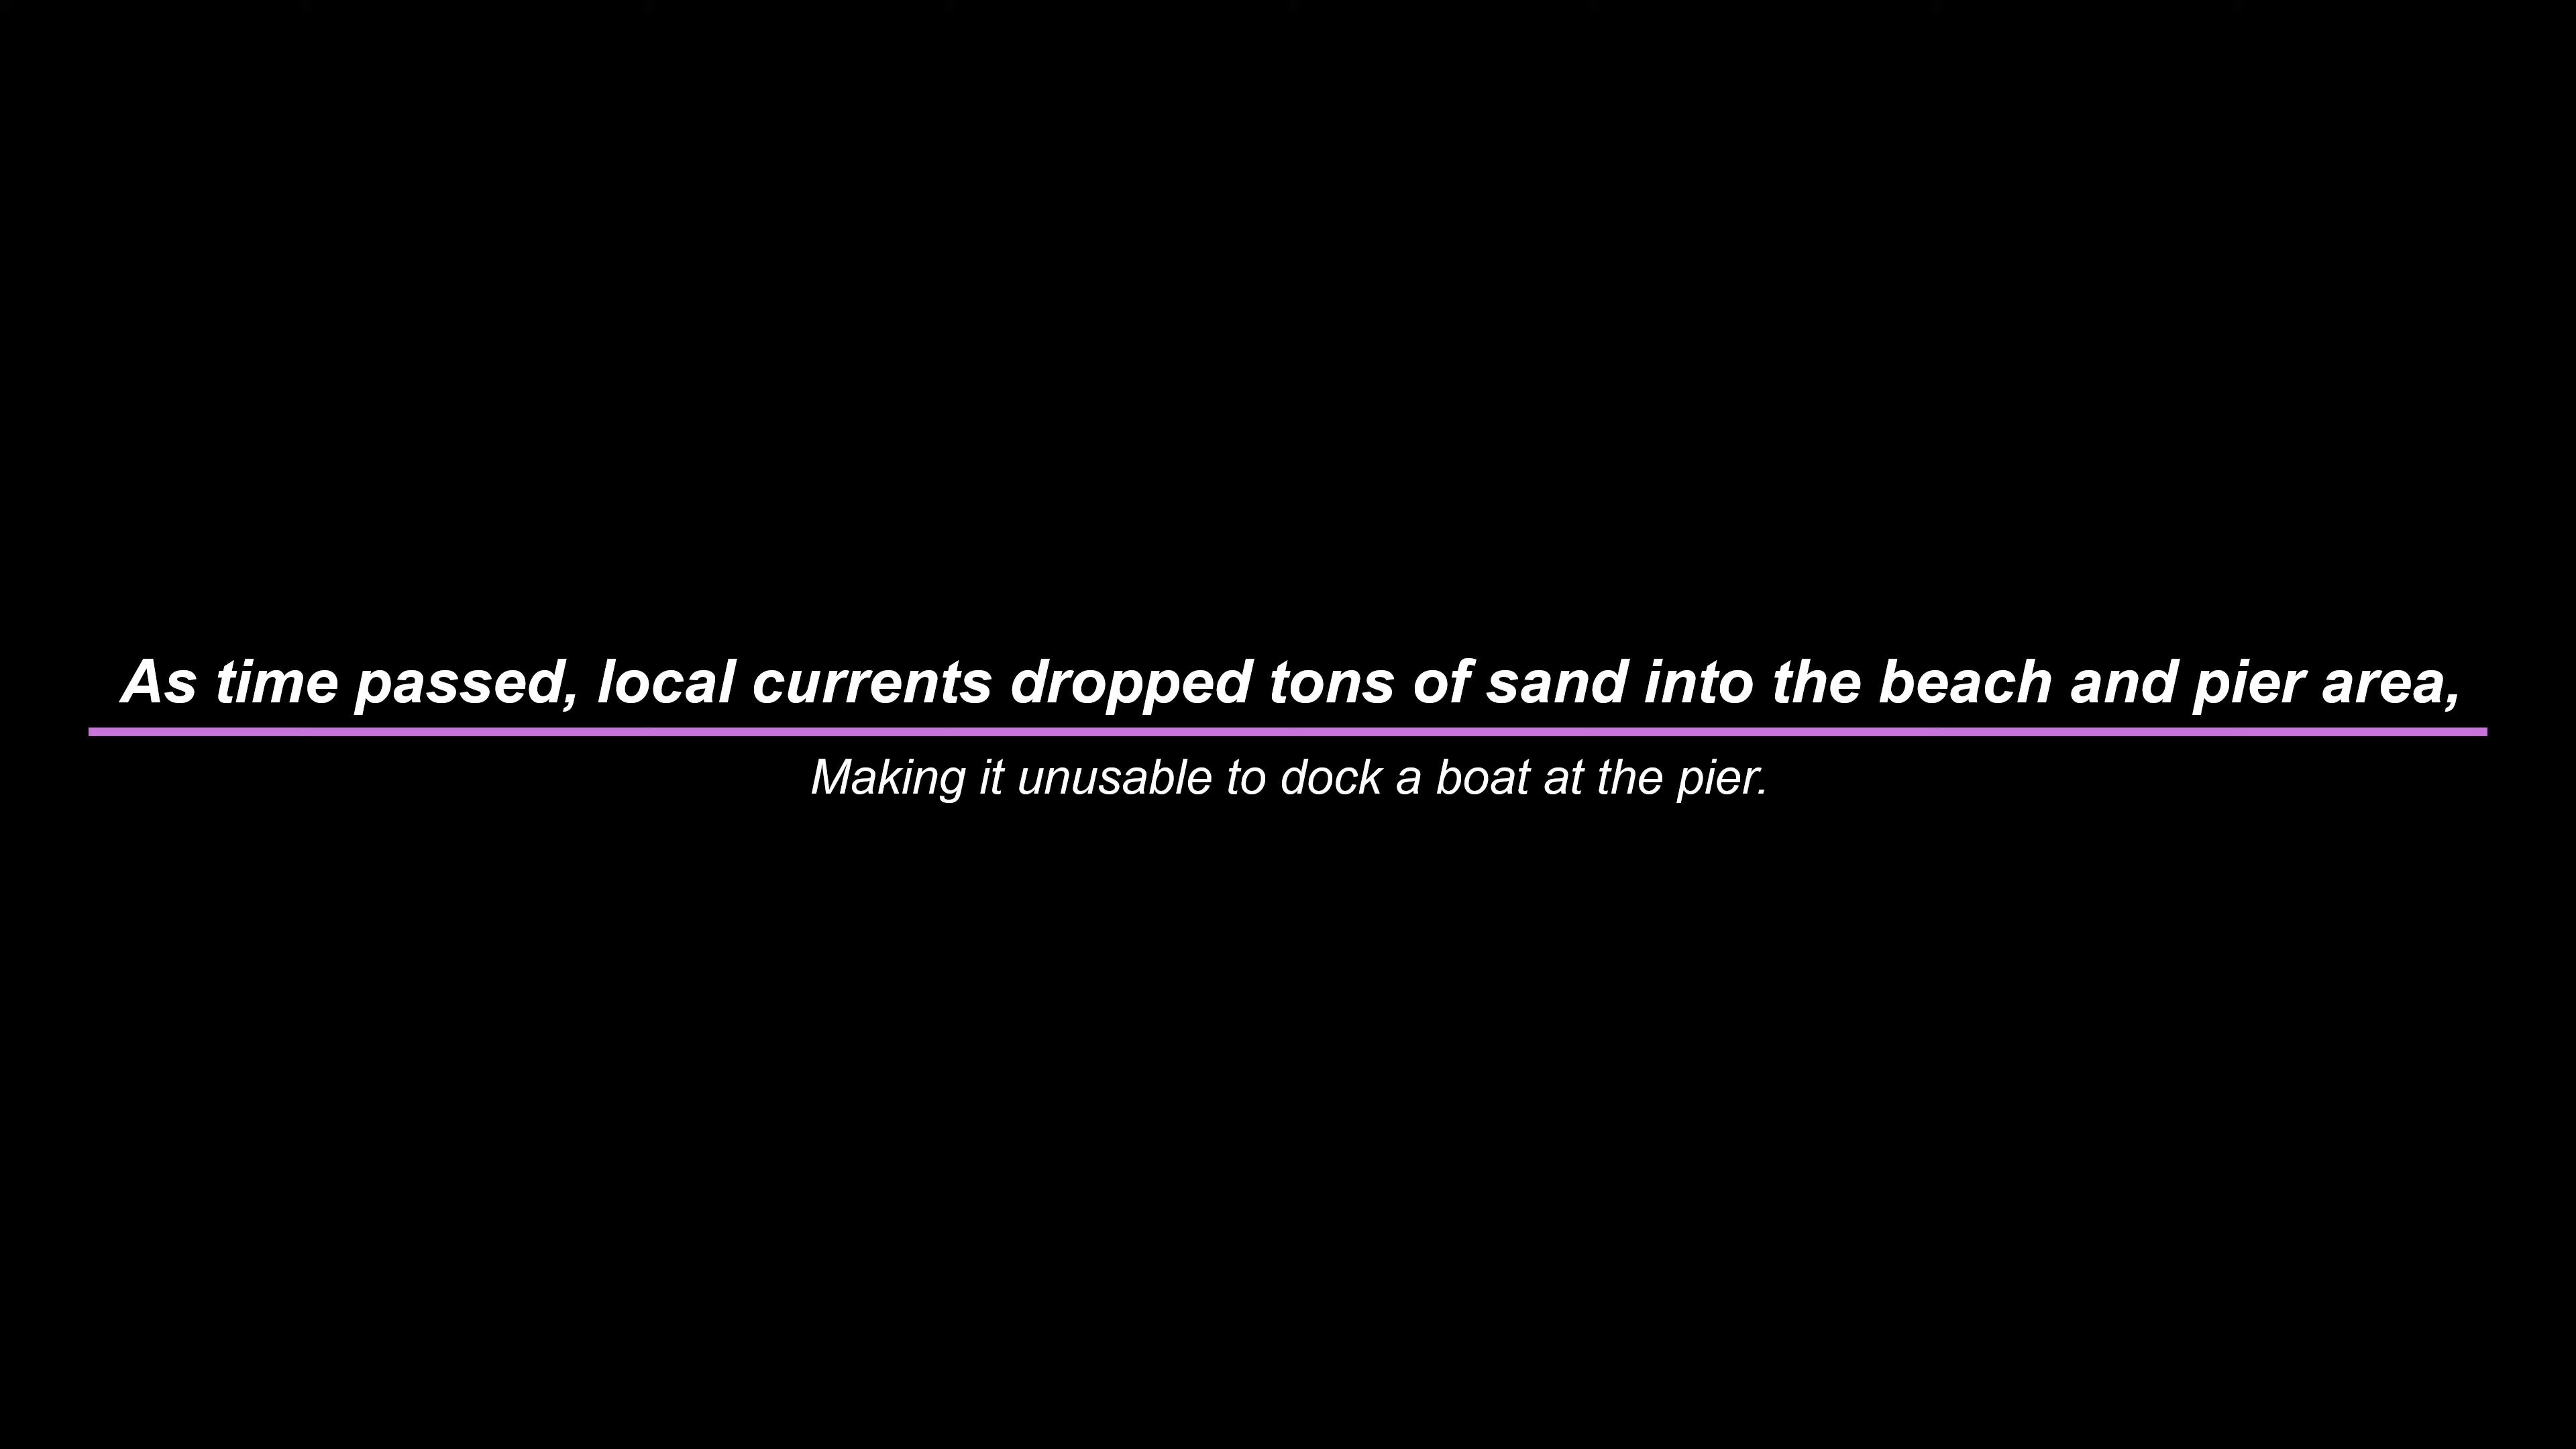 As time passed, local currents dropped tons of sand into the beach and pier area,
Making it unusable to dock a boat at the pier.